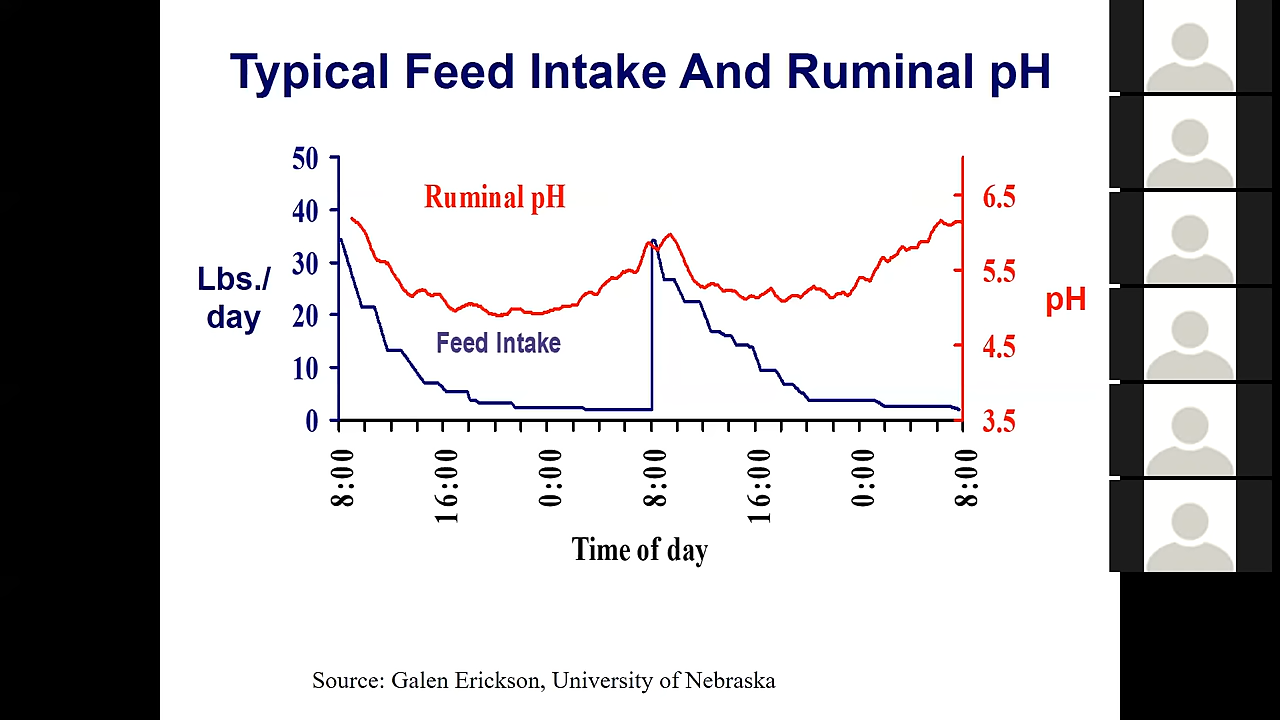 Typical Feed Intake And Ruminal pH
50
40
30
20
10
0
Lbs./
day
Ruminal pH
Feed Intake
6.5
5.5
4.5
3.5
pH
8:00
16:00
0:00
8:00
16:00
0:00
8:00
Time of day
Source: Galen Erickson, University of Nebraska